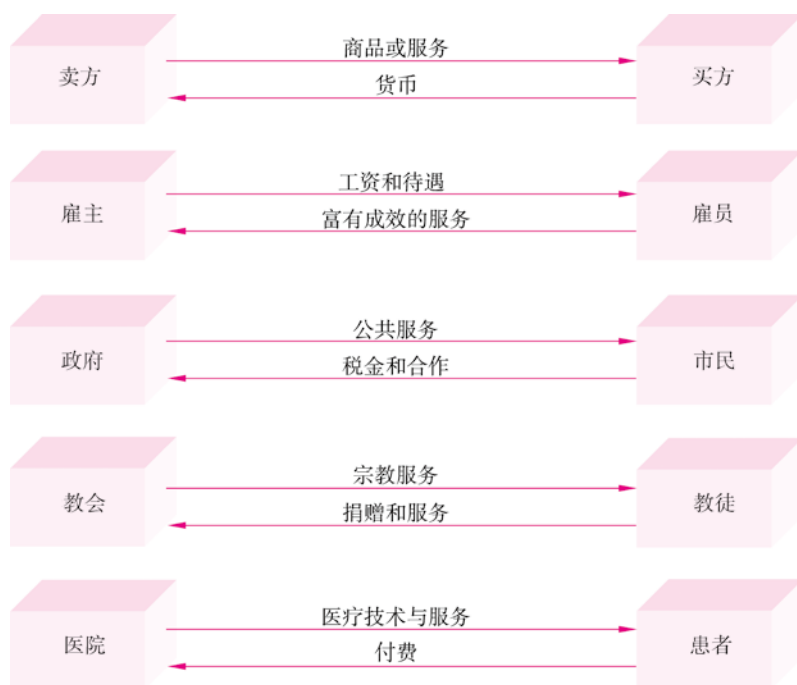 商品或服务
卖方
买方
货币
工资和待遇
雇主
雇员
富有成效的服务
公共服务
政府
市民
税金和合作
宗教服务
教会
教徒
捐赠和服务
医疗技术与服务
医院
患者
付费